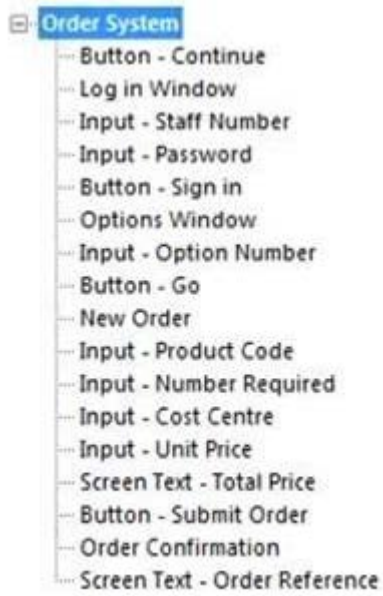 Order System
Button - Continue
Log in Window
Input - Staff Number
Input - Password
Button - Sign in
Options Window
Input - Option Number
Button - Go
New Order
Input - Product Code
Input - Number Required
Input - Cost Centre
Input - Unit Price
Screen Text - Total Price
Button - Submit Order
Order Confirmation
Screen Text - Order Reference